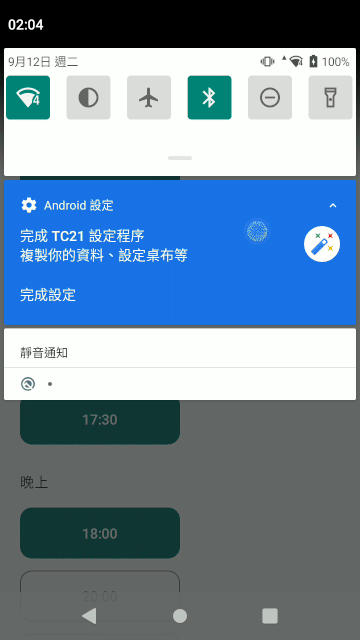 02:04
9月12日 週二
100%
Android 設定
完成 TC21 設定程序
複製你的資料、設定桌布等
完成設定
靜音通知
17:30
晚上
18:00
20:00